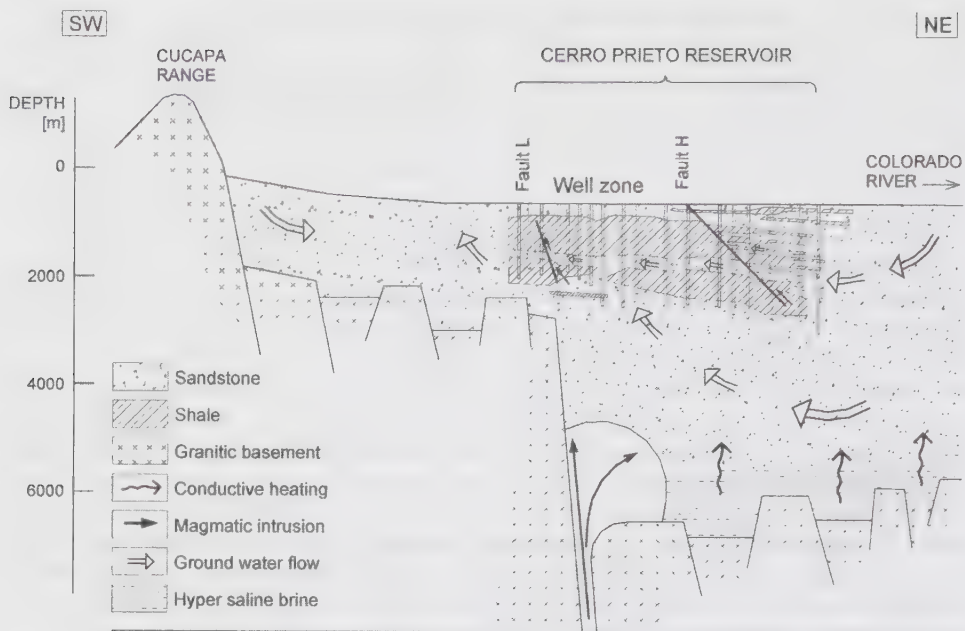 SW
NE
CUCAPA
RANGE
CERRO PRIETO RESERVOIR
DEPTH
[m]
0
2000
4000
6000
Fault L
Well zone
Fault H
COLORADO
RIVER
Sandstone
Shale
Granitic basement
Conductive heating
Magmatic intrusion
Ground water flow
Hyper saline brine